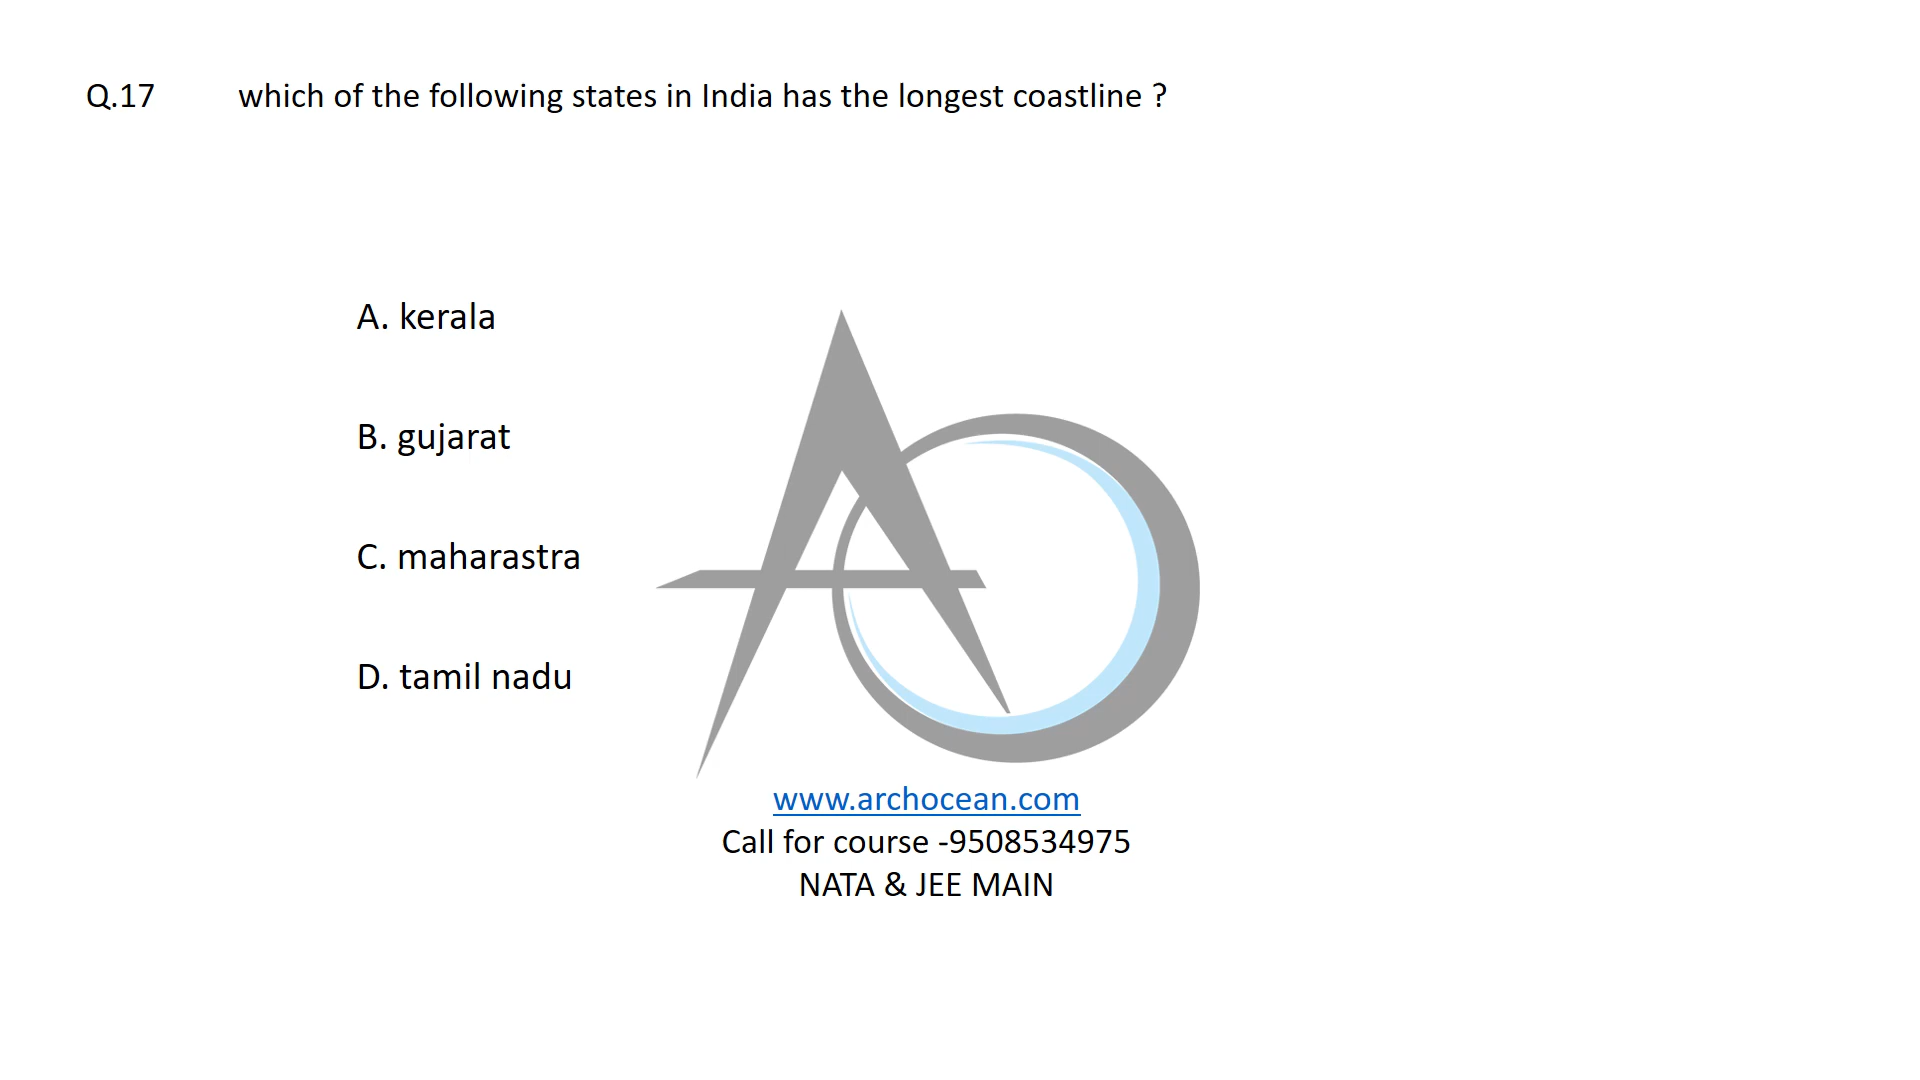 Q.17 which of the following states in India has the longest coastline ?
A. kerala
B. gujarat
C. maharastra
D. tamil nadu
www.archocean.com
Call for course -9508534975
NATA & JEE MAIN